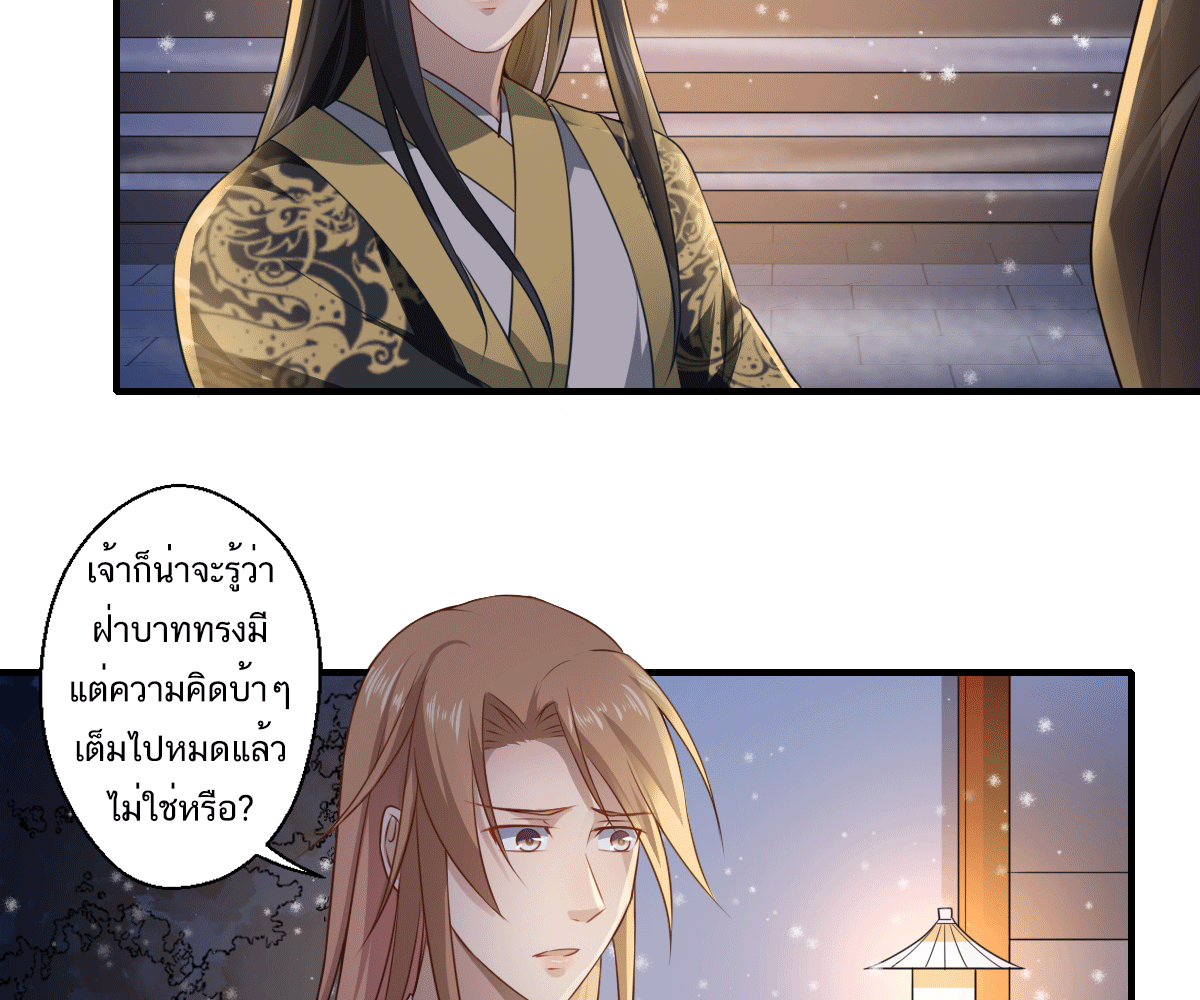 เจ้าก็น่าจะรู้ว่า
ฝ่าบาททรงมี
แต่ความคิดบ้าๆ
เต็มไปหมดแล้ว
ไม่ใช่หรือ?